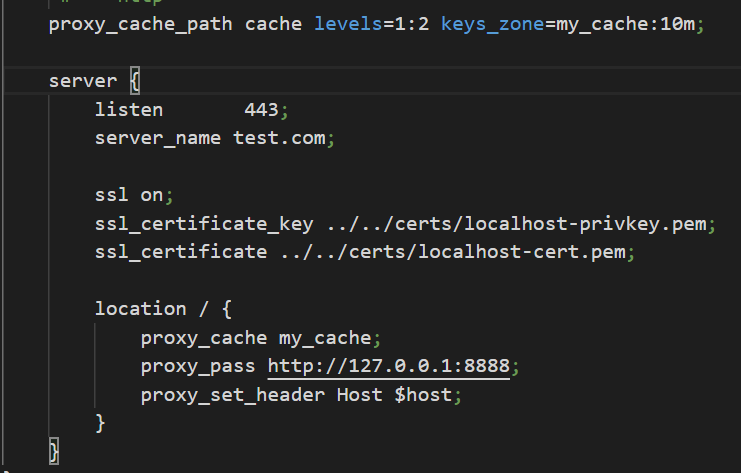 proxy_cache_path cache levels=1:2 keys_zone=my_cache:10m;
server {
listen 443;
server_name test.com;
ssl on;
ssl_certificate_key ../../certs/localhost-privkey.pem;
ssl_certificate ../../certs/localhost-cert.pem;
location / {
proxy_cache my_cache;
proxy_pass http://127.0.0.1:8888;
proxy_set_header Host $host;
}
}